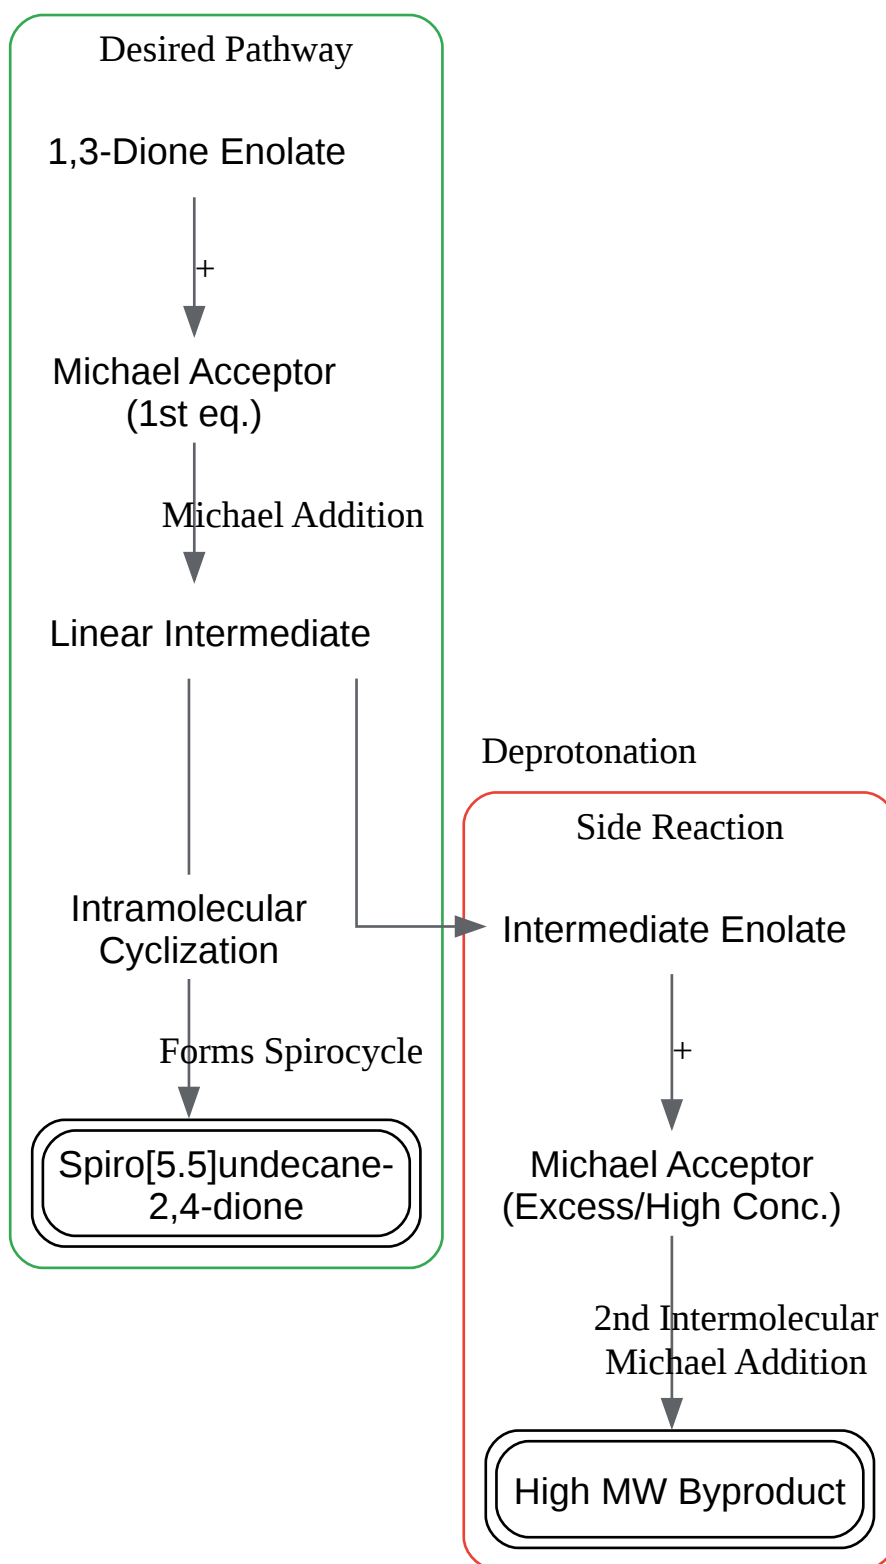 Desired Pathway
1,3-Dione Enolate
+
Michael Acceptor
(1st eq.)
Michael Addition
Linear Intermediate
Intramolecular
Cyclization
Forms Spirocycle
Spiro[5.5]undecane-
2,4-dione
Deprotonation
Side Reaction
Intermediate Enolate
+
Michael Acceptor
(Excess/High Conc.)
2nd Intermolecular
Michael Addition
High MW Byproduct